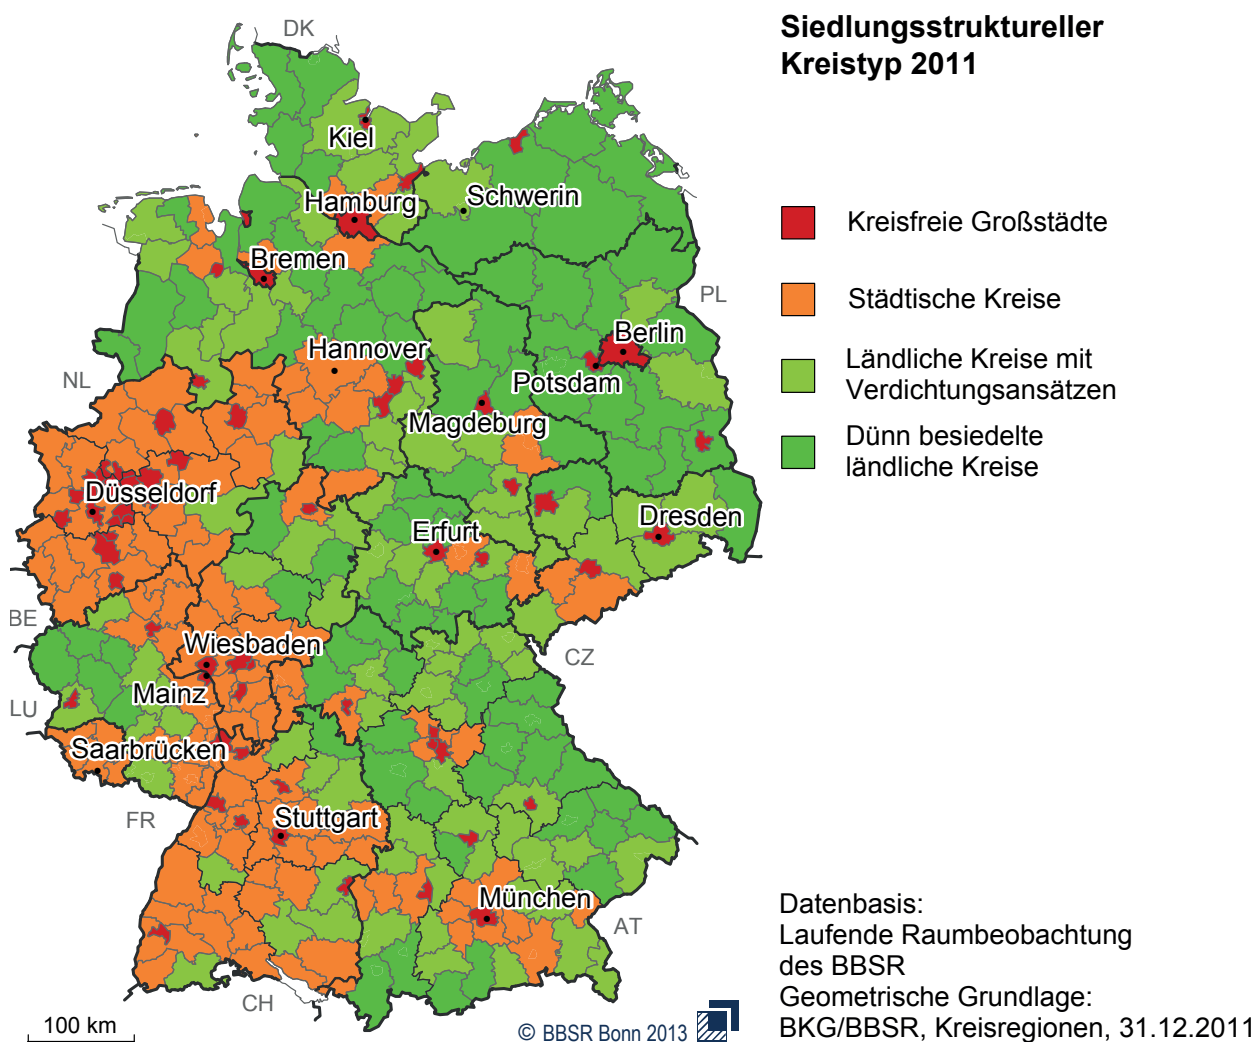 Siedlungsstruktureller
Kreistyp 2011
DK
Kiel
Schwerin
Hamburg
Bremen
PL
Berlin
Hannover
NL
Potsdam
Magdeburg
Düsseldorf
Dresden
Erfurt
BE
Wiesbaden
CZ
Mainz
LU
Saarbrücken
FR
Stuttgart
München
AT
CH
Kreisfreie Großstädte
Städtische Kreise
Ländliche Kreise mit
Verdichtungsansätzen
Dünn besiedelte
ländliche Kreise
Datenbasis:
Laufende Raumbeobachtung
des BBSR
Geometrische Grundlage:
BKG/BBSR, Kreisregionen, 31.12.2011
100 km
© BBSR Bonn 2013